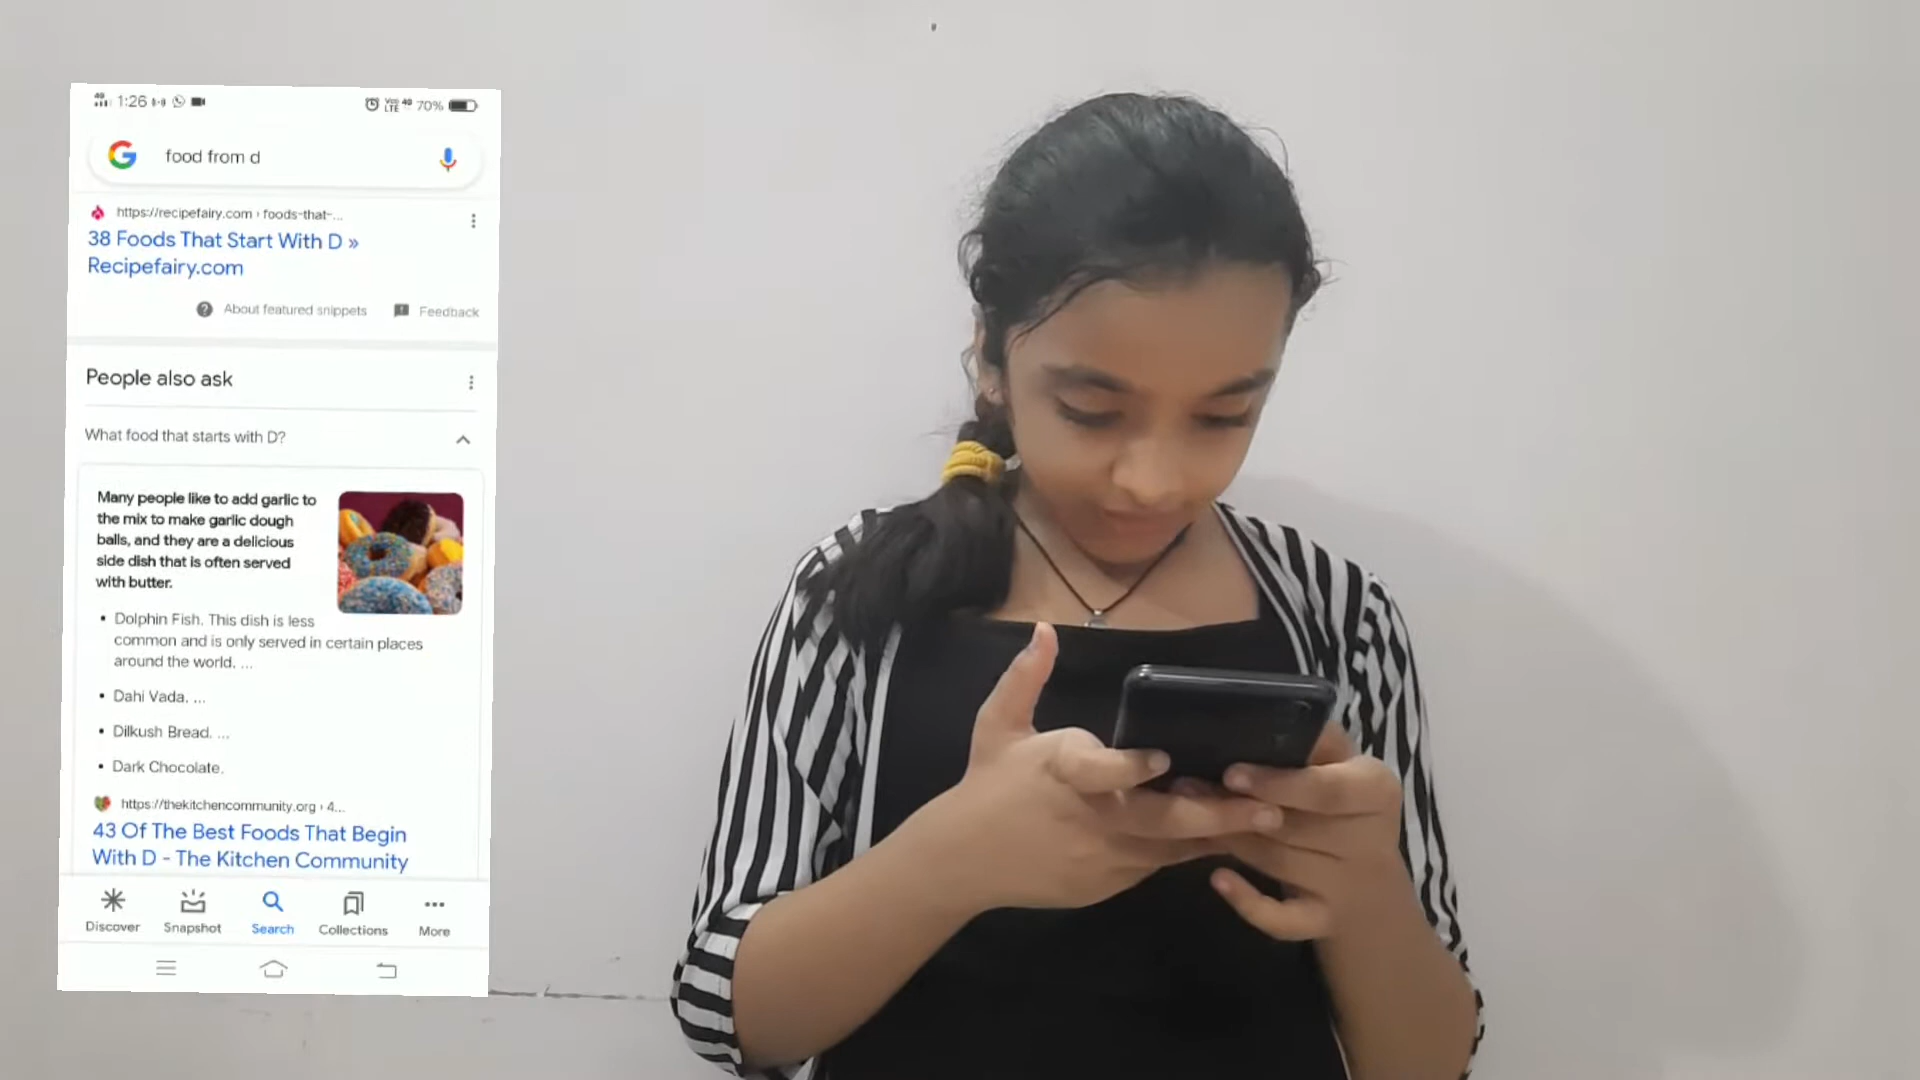 4G 1:26
VoLTE 4G 70%
food from d
https://recipefairy.com › foods-that-...
38 Foods That Start With D »
Recipefairy.com
About featured snippets
Feedback
People also ask
What food that starts with D?
Many people like to add garlic to
the mix to make garlic dough
balls, and they are a delicious
side dish that is often served
with butter.
• Dolphin Fish. This dish is less
common and is only served in certain places
around the world. ...
• Dahi Vada. ...
• Dilkush Bread. ...
• Dark Chocolate.
https://thekitchencommunity.org › 4...
43 Of The Best Foods That Begin
With D - The Kitchen Community
Discover
Snapshot
Search
Collections
More